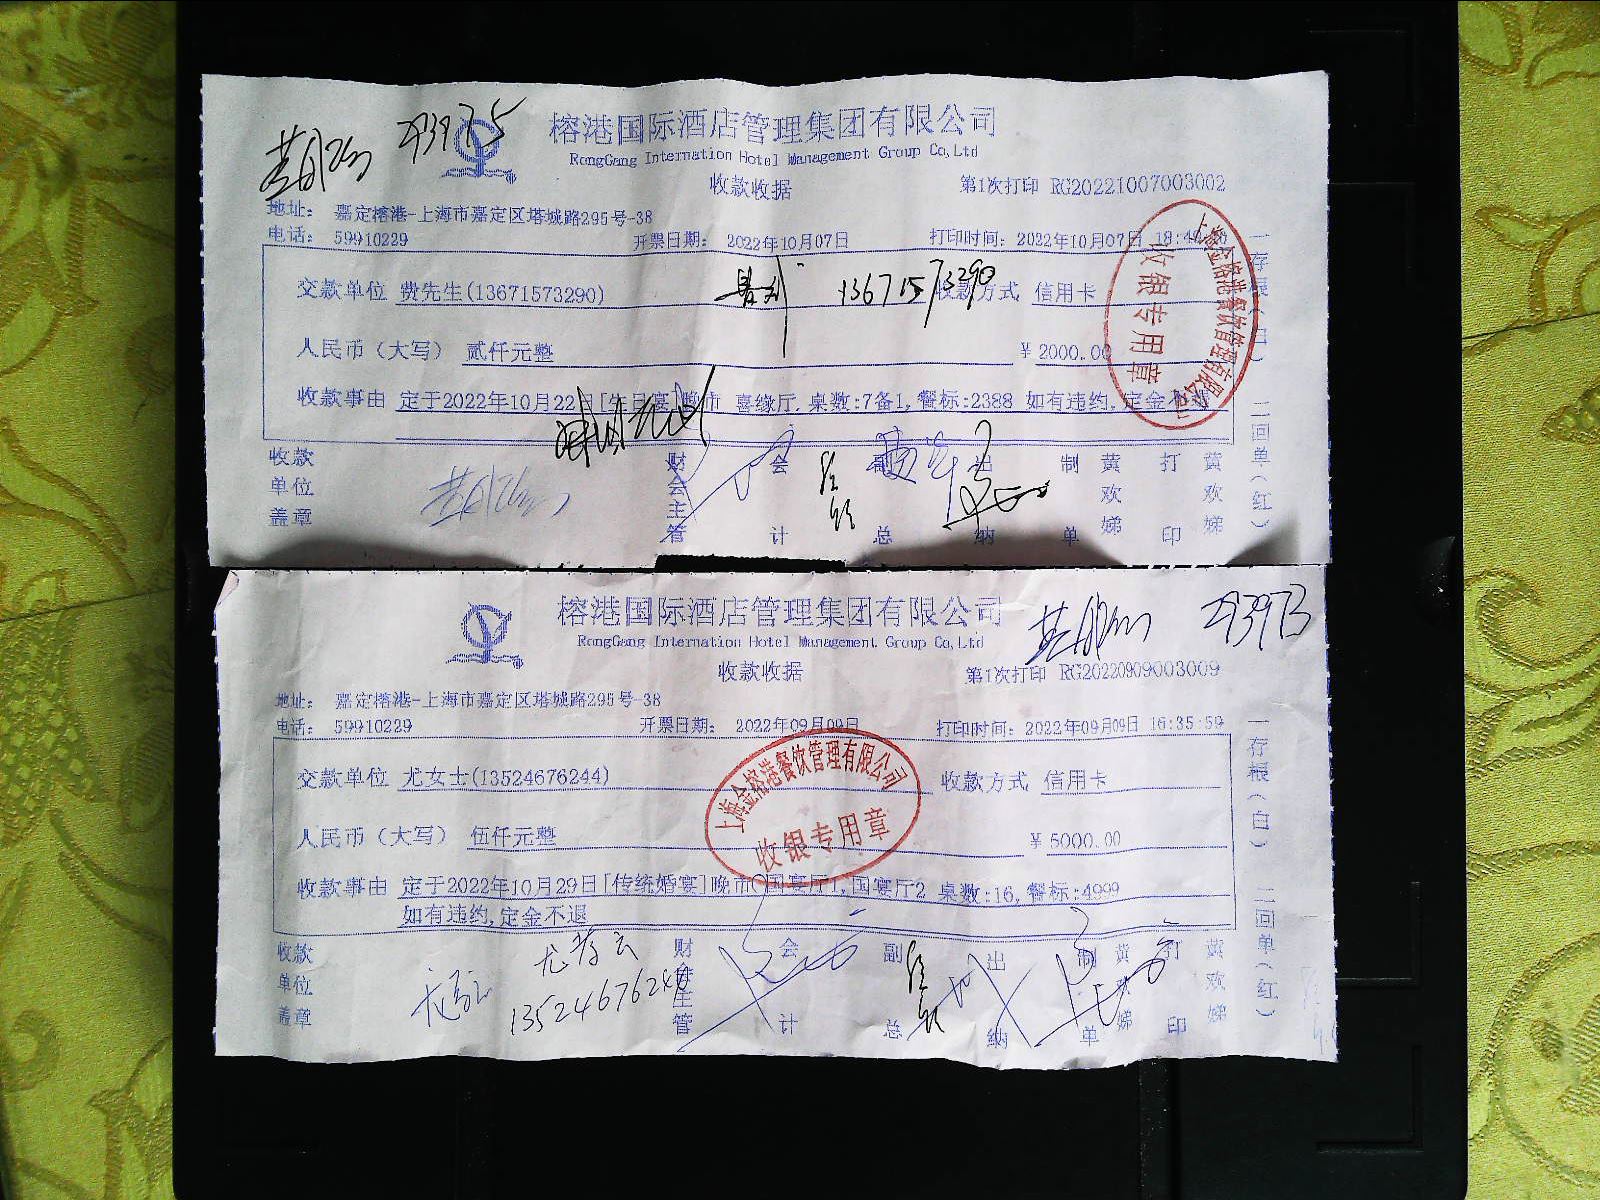 293975
榕港国际酒店管理集团有限公司
RongGang Internation Hotel Management Group Co,Ltd
收款收据
第1次打印 RG20221007003002
地址: 嘉定榕港-上海市嘉定区塔城路295号-38
电话: 59910229 开票日期: 2022年10月07日 打印时间: 2022年10月07日
交款单位 费先生(13671573290) 13671573290 收款方式 信用卡
人民币(大写) 贰仟元整 ¥ 2000.00
收款事由 定于2022年10月22日[生日宴]晚市 喜缘厅, 桌数:7备1, 餐标:2388 如有违约,定金不退
收款单位盖章 财会主管 会计 副总 出纳 制单 黄欢娣 打印 黄欢娣
一存根(白) 二回单(红)
上海金榕港餐饮管理有限公司
收银专用章
榕港国际酒店管理集团有限公司
293973
RongGang Internation Hotel Management Group Co,Ltd
收款收据
第1次打印 RG20220909003009
地址: 嘉定榕港-上海市嘉定区塔城路295号-38
电话: 59910229 开票日期: 2022年09月09日 打印时间: 2022年09月09日 16:35:59
交款单位 尤女士(13524676244) 收款方式 信用卡
人民币(大写) 伍仟元整 ¥ 5000.00
收款事由 定于2022年10月29日[传统婚宴]晚市 国宴厅1,国宴厅2 桌数:16, 餐标:4999
如有违约,定金不退
收款单位盖章 财会主管 会计 副总 出纳 制单 黄欢娣 打印 黄欢娣
13524676244
一存根(白) 二回单(红)
上海金榕港餐饮管理有限公司
收银专用章